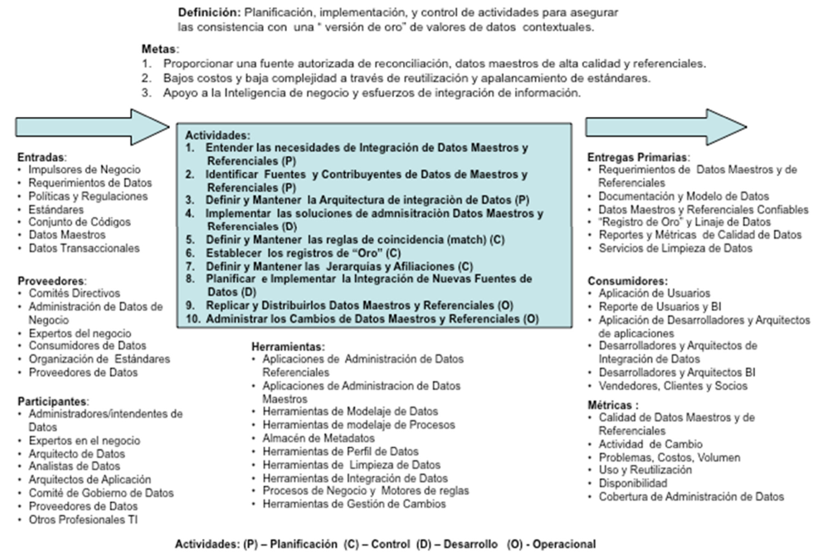 Definición: Planificación, implementación, y control de actividades para asegurar
las consistencia con una “ versión de oro” de valores de datos contextuales.
Metas:
1. Proporcionar una fuente autorizada de reconciliación, datos maestros de alta calidad y referenciales.
2. Bajos costos y baja complejidad a través de reutilización y apalancamiento de estándares.
3. Apoyo a la Inteligencia de negocio y esfuerzos de integración de información.
Entradas:
• Impulsores de Negocio
• Requerimientos de Datos
• Políticas y Regulaciones
• Estándares
• Conjunto de Códigos
• Datos Maestros
• Datos Transaccionales
Proveedores:
• Comités Directivos
• Administración de Datos de
Negocio
• Expertos del negocio
• Consumidores de Datos
• Organización de Estándares
• Proveedores de Datos
Participantes:
• Administradores/intendentes de
Datos
• Expertos en el negocio
• Arquitecto de Datos
• Analistas de Datos
• Arquitectos de Aplicación
• Comité de Gobierno de Datos
• Proveedores de Datos
• Otros Profesionales TI
Actividades:
1. Entender las necesidades de Integración de Datos Maestros y
Referenciales (P)
2. Identificar Fuentes y Contribuyentes de Datos de Maestros y
Referenciales (P)
3. Definir y Mantener la Arquitectura de integraciòn de Datos (P)
4. Implementar las soluciones de admnisitraciòn Datos Maestros y
Referenciales (D)
5. Definir y Mantener las reglas de coincidencia (match) (C)
6. Establecer los registros de “Oro” (C)
7. Definir y Mantener las Jerarquías y Afiliaciones (C)
8. Planificar e Implementar la Integración de Nuevas Fuentes de
Datos (D)
9. Replicar y Distribuirlos Datos Maestros y Referenciales (O)
10. Administrar los Cambios de Datos Maestros y Referenciales (O)
Herramientas:
• Aplicaciones de Administración de Datos
Referenciales
• Aplicaciones de Administracion de Datos
Maestros
• Herramientas de Modelaje de Datos
• Herramientas de modelaje de Procesos
• Almacén de Metadatos
• Herramientas de Perfil de Datos
• Herramientas de Limpieza de Datos
• Herramientas de Integración de Datos
• Procesos de Negocio y Motores de reglas
• Herramientas de Gestión de Cambios
Entregas Primarias:
• Requerimientos de Datos Maestros y de
Referenciales
• Documentación y Modelo de Datos
• Datos Maestros y Referenciales Confiables
• “Registro de Oro” y Linaje de Datos
• Reportes y Métricas de Calidad de Datos
• Servicios de Limpieza de Datos
Consumidores:
• Aplicación de Usuarios
• Reporte de Usuarios y BI
• Aplicación de Desarrolladores y Arquitectos
de aplicaciones
• Desarrolladores y Arquitectos de
Integración de Datos
• Desarrolladores y Arquitectos BI
• Vendedores, Clientes y Socios
Métricas :
• Calidad de Datos Maestros y de
Referenciales
• Actividad de Cambio
• Problemas, Costos, Volumen
• Uso y Reutilización
• Disponibilidad
• Cobertura de Administración de Datos
Actividades: (P) – Planificación (C) – Control (D) – Desarrollo (O) - Operacional